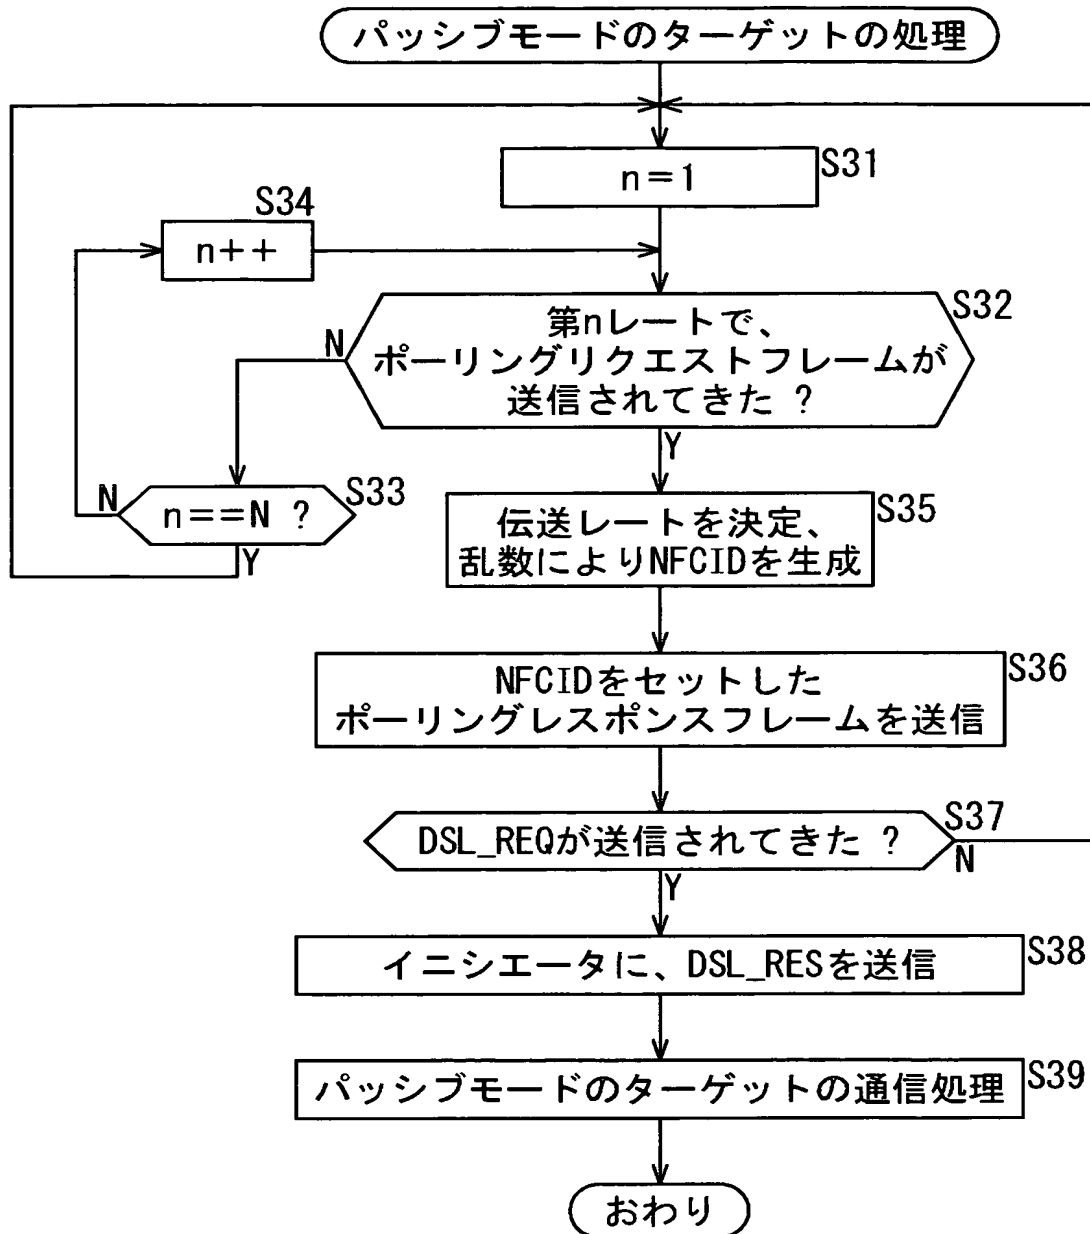 パッシブモードのターゲットの処理
n=1
S31
S34
n++
第nレートで、
ポーリングリクエストフレームが
送信されてきた ?
S32
N
Y
n==N ?
S33
N
Y
伝送レートを決定、
乱数によりNFCIDを生成
S35
NFCIDをセットした
ポーリングレスポンスフレームを送信
S36
DSL_REQが送信されてきた ?
S37
N
Y
イニシエータに、DSL_RESを送信
S38
パッシブモードのターゲットの通信処理
S39
おわり